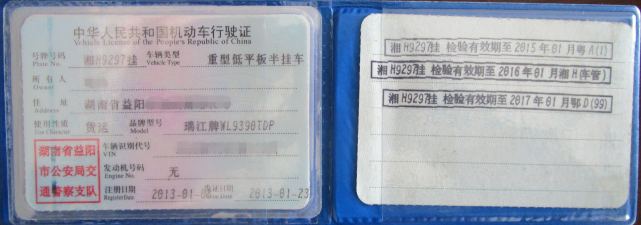 中华人民共和国机动车行驶证
Vehicle License of the People's Republic of China
号牌号码 湘H9297挂 车辆类型 重型低平板半挂车
Plate No. Vehicle Type
所有人
Owner
住址 湖南省益阳
Address
使用性质 货运 品牌型号 瑞江牌WL9390TDP
Use Character Model
湖南省益阳
市公安局交
通警察支队
车辆识别代号
VIN
发动机号码 无
Engine No.
注册日期 2013-01- 发证日期 2013-01-23
Register Date Issue Date
湘H9297挂 检验有效期至2015年01月粤A(1)
湘H9297挂 检验有效期至2016年01月湘H(车管)
湘H9297挂 检验有效期至2017年01月鄂D(99)